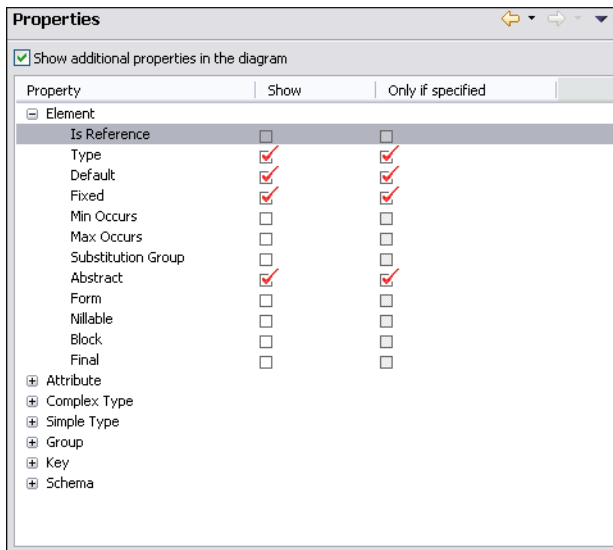 Properties
Show additional properties in the diagram
Property Show Only if specified
Element
Is Reference
Type
Default
Fixed
Min Occurs
Max Occurs
Substitution Group
Abstract
Form
Nillable
Block
Final
Attribute
Complex Type
Simple Type
Group
Key
Schema